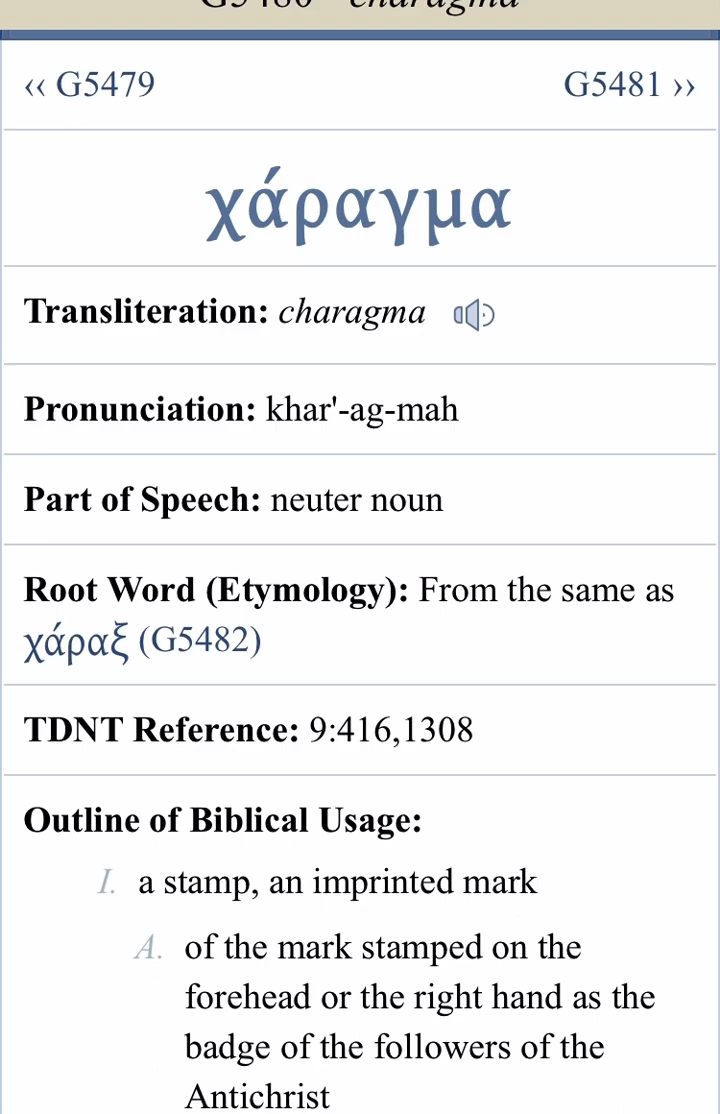 G5480 charagma
‹‹ G5479
G5481 ››
χάραγμα
Transliteration: charagma
Pronunciation: khar'-ag-mah
Part of Speech: neuter noun
Root Word (Etymology): From the same as
χάραξ (G5482)
TDNT Reference: 9:416,1308
Outline of Biblical Usage:
I. a stamp, an imprinted mark
A. of the mark stamped on the
forehead or the right hand as the
badge of the followers of the
Antichrist